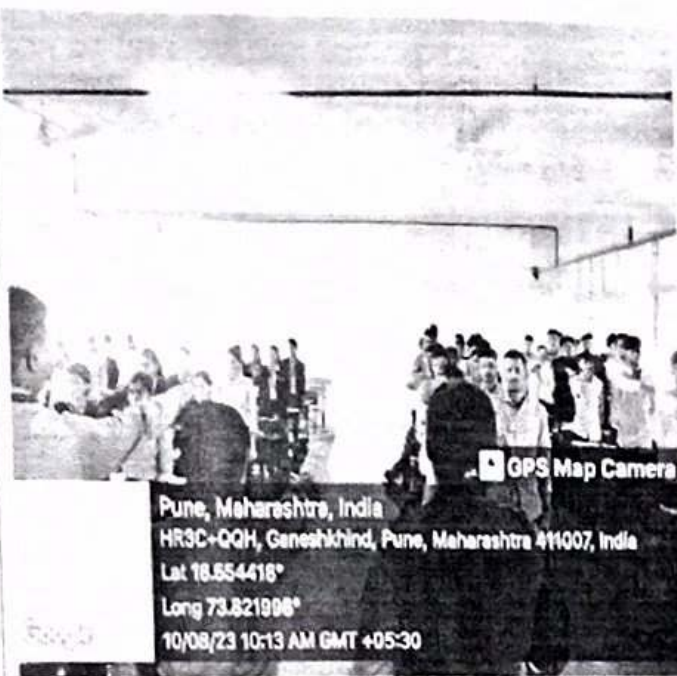 GPS Map Camera
Pune, Maharashtra, India
HR3C+QQH, Ganeshkhind, Pune, Maharashtra 411007, India
Lat 18.554418°
Long 73.821998°
10/08/23 10:13 AM GMT +05:30
Google